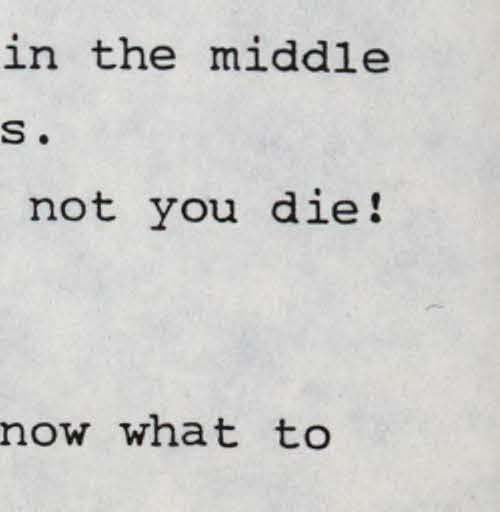 in the middle
s.
not you die!
now what to